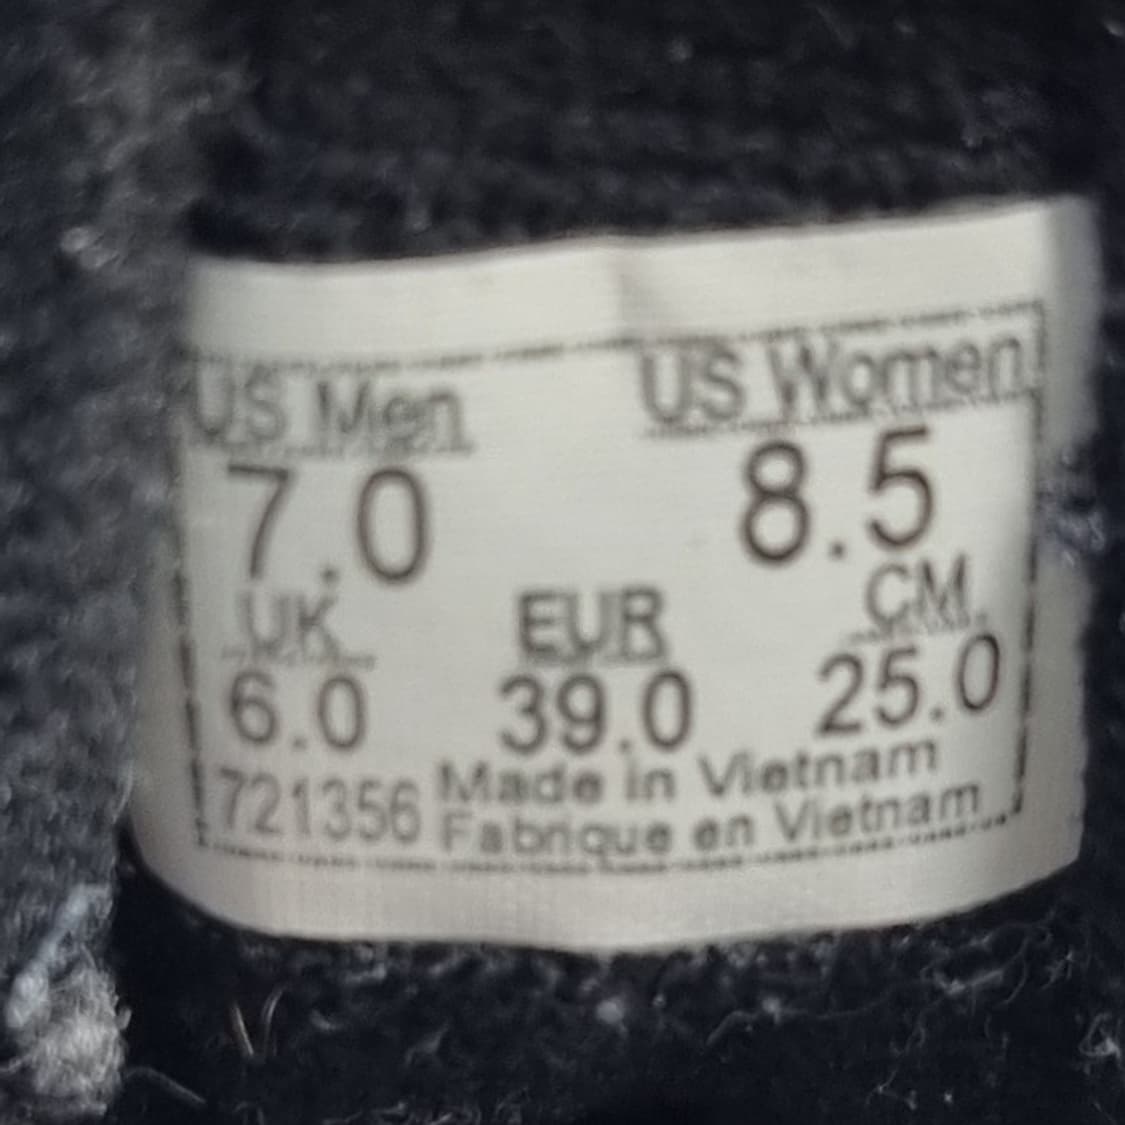 US Men US Women
7.0 8.5
UK EUR CM
6.0 39.0 25.0
721356 Made in Vietnam
Fabrique en Vietnam